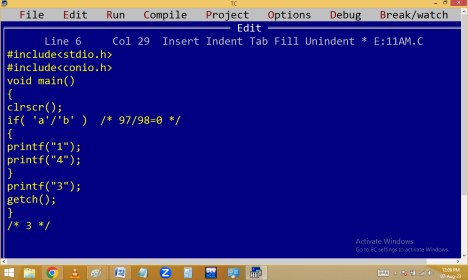 TC
File Edit Run Compile Project Options Debug Break/watch
Edit
Line 6 Col 29 Insert Indent Tab Fill Unindent * E:11AM.C
#include<stdio.h>
#include<conio.h>
void main()
{
clrscr();
if( 'a'/'b' ) /* 97/98=0 */
{
printf("1");
printf("4");
}
printf("3");
getch();
}
/* 3 */
Activate Windows
Go to PC settings to activate Windows.